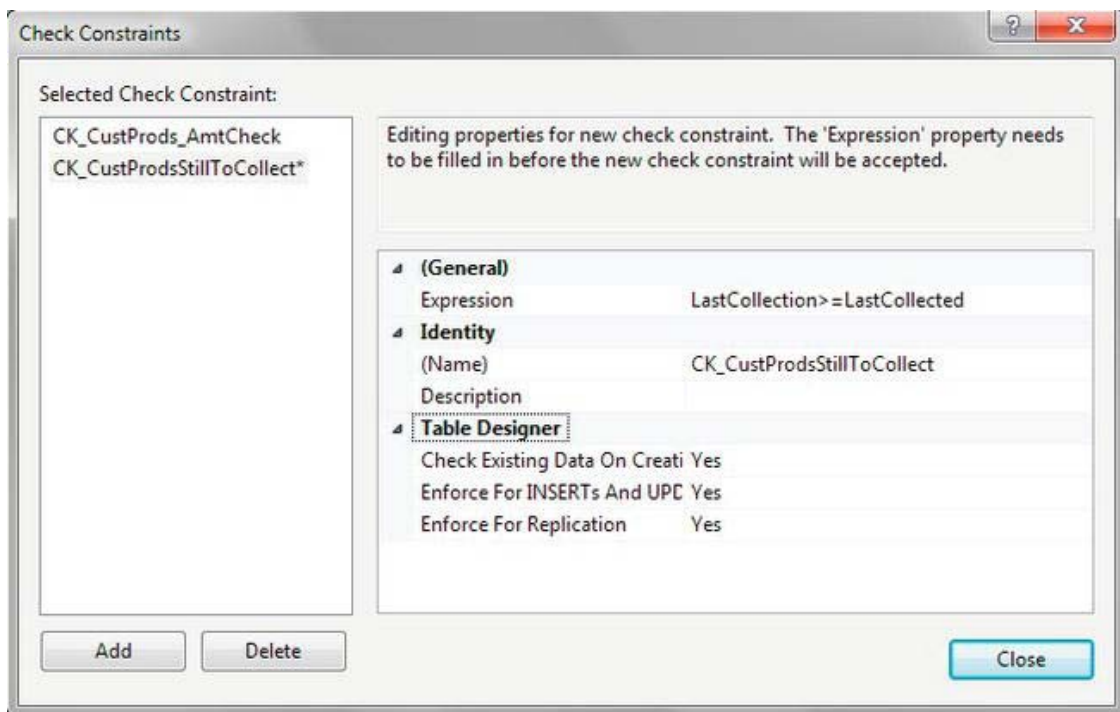 Check Constraints
Selected Check Constraint:
CK_CustProds_AmtCheck
CK_CustProdsStillToCollect*
Editing properties for new check constraint. The 'Expression' property needs
to be filled in before the new check constraint will be accepted.
(General)
Expression LastCollection>=LastCollected
Identity
(Name) CK_CustProdsStillToCollect
Description
Table Designer
Check Existing Data On Creati Yes
Enforce For INSERTs And UPD Yes
Enforce For Replication Yes
Add Delete
Close